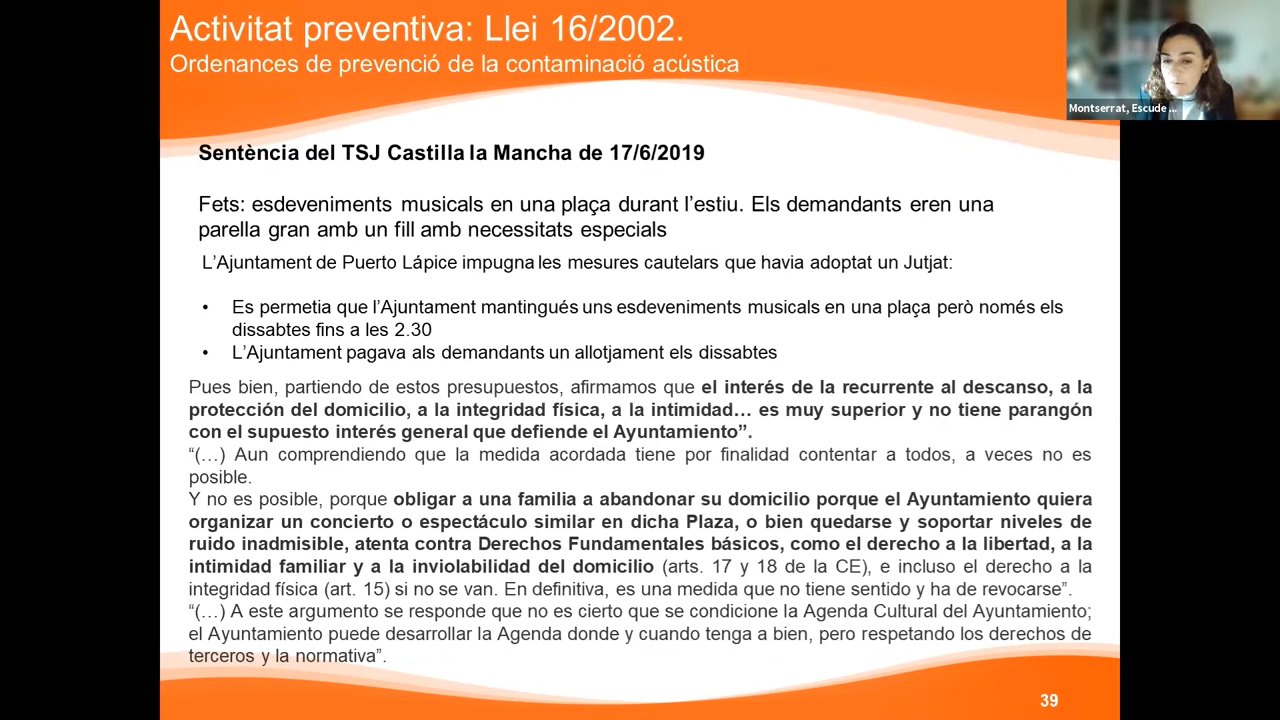 Activitat preventiva: Llei 16/2002.
Ordenances de prevenció de la contaminació acústica
Montserrat, Escude ...
Sentència del TSJ Castilla la Mancha de 17/6/2019
Fets: esdeveniments musicals en una plaça durant l’estiu. Els demandants eren una
parella gran amb un fill amb necessitats especials
L’Ajuntament de Puerto Lápice impugna les mesures cautelars que havia adoptat un Jutjat:
• Es permetia que l’Ajuntament mantingués uns esdeveniments musicals en una plaça però només els
dissabtes fins a les 2.30
• L’Ajuntament pagava als demandants un allotjament els dissabtes
Pues bien, partiendo de estos presupuestos, afirmamos que el interés de la recurrente al descanso, a la
protección del domicilio, a la integridad física, a la intimidad… es muy superior y no tiene parangón
con el supuesto interés general que defiende el Ayuntamiento”.
“(…) Aun comprendiendo que la medida acordada tiene por finalidad contentar a todos, a veces no es
posible.
Y no es posible, porque obligar a una familia a abandonar su domicilio porque el Ayuntamiento quiera
organizar un concierto o espectáculo similar en dicha Plaza, o bien quedarse y soportar niveles de
ruido inadmisible, atenta contra Derechos Fundamentales básicos, como el derecho a la libertad, a la
intimidad familiar y a la inviolabilidad del domicilio (arts. 17 y 18 de la CE), e incluso el derecho a la
integridad física (art. 15) si no se van. En definitiva, es una medida que no tiene sentido y ha de revocarse”.
“(…) A este argumento se responde que no es cierto que se condicione la Agenda Cultural del Ayuntamiento;
el Ayuntamiento puede desarrollar la Agenda donde y cuando tenga a bien, pero respetando los derechos de
terceros y la normativa”.
39